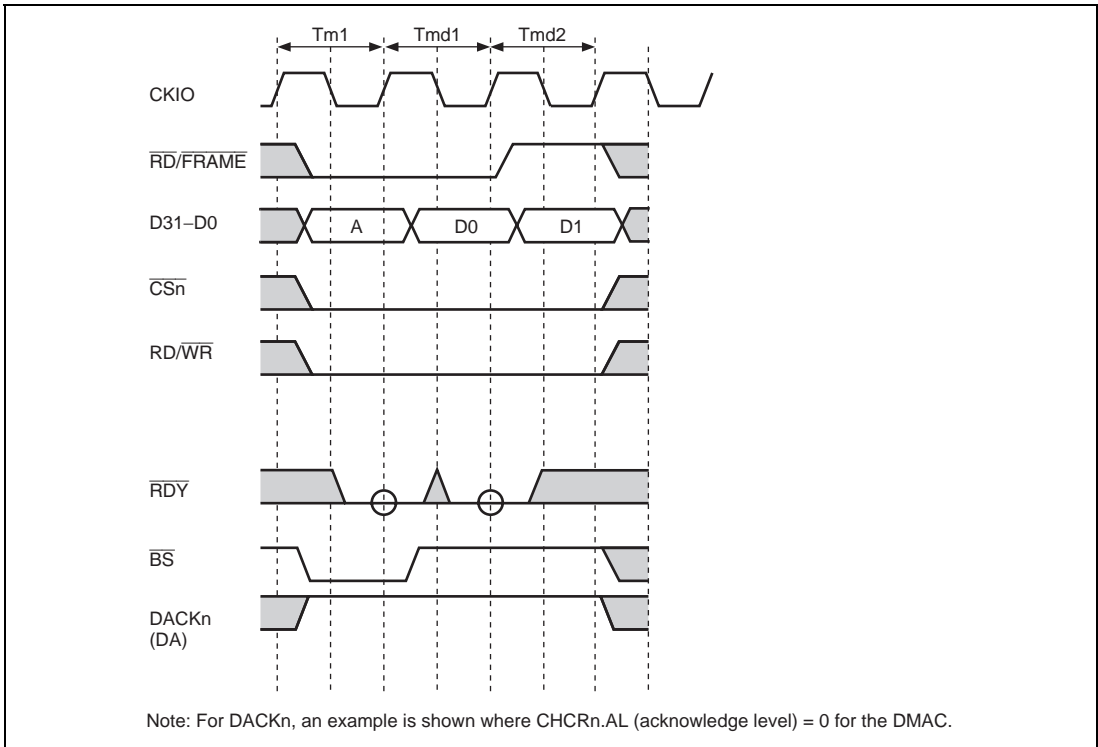 Tm1 Tmd1 Tmd2
CKIO
RD/FRAME
D31–D0 A D0 D1
CSn
RD/WR
RDY
BS
DACKn
(DA)
Note: For DACKn, an example is shown where CHCRn.AL (acknowledge level) = 0 for the DMAC.